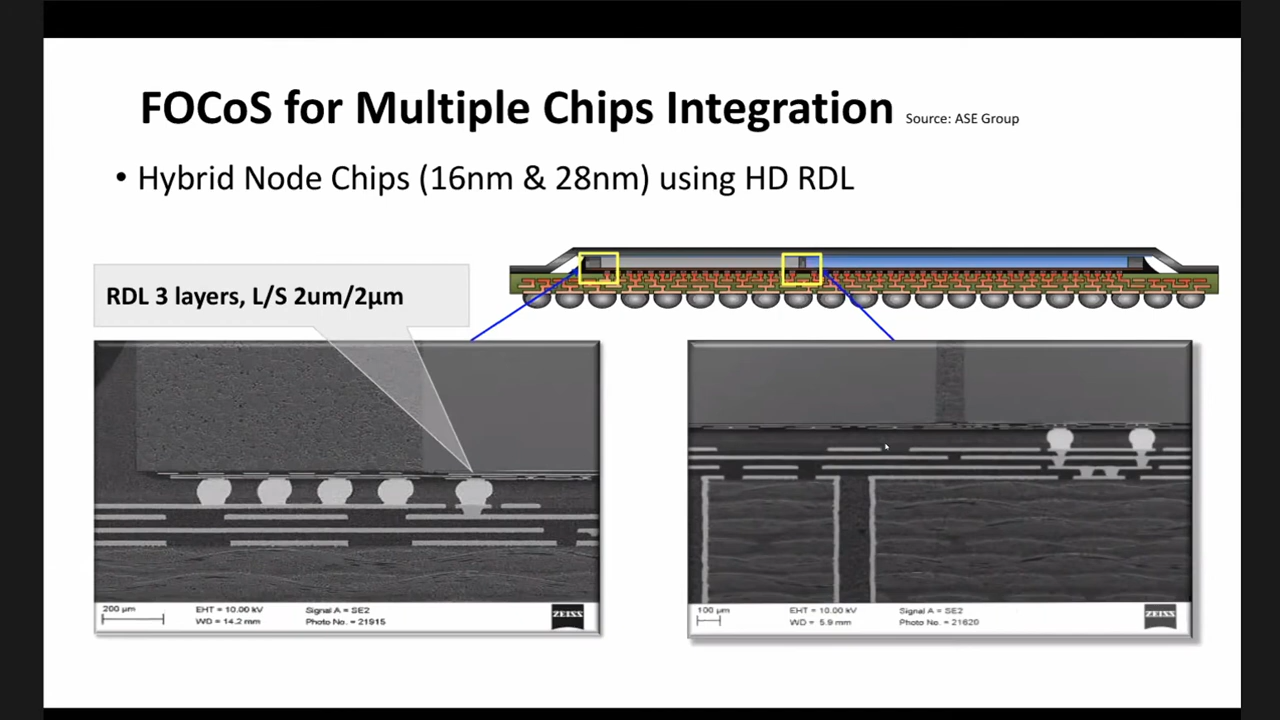 FOCoS for Multiple Chips Integration Source: ASE Group
• Hybrid Node Chips (16nm & 28nm) using HD RDL
RDL 3 layers, L/S 2um/2µm
200 µm
EHT = 10.00 kV
Signal A = SE2
WD = 14.2 mm
Photo No. = 21915
ZEISS
100 µm
EHT = 10.00 kV
Signal A = SE2
WD = 5.9 mm
Photo No. = 21620
ZEISS